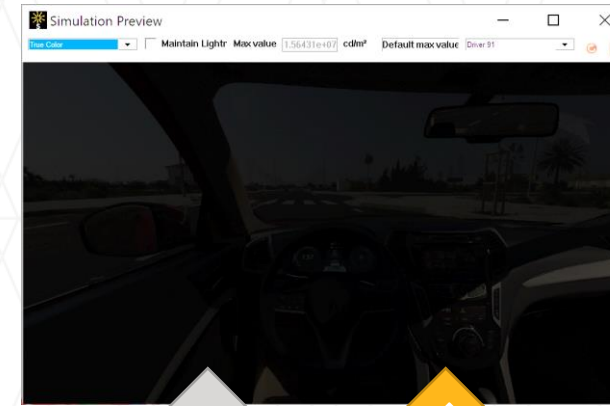 Simulation Preview
True Color Maintain Lightr Max value 1.56431e+07 cd/m² Default max value Driver:91